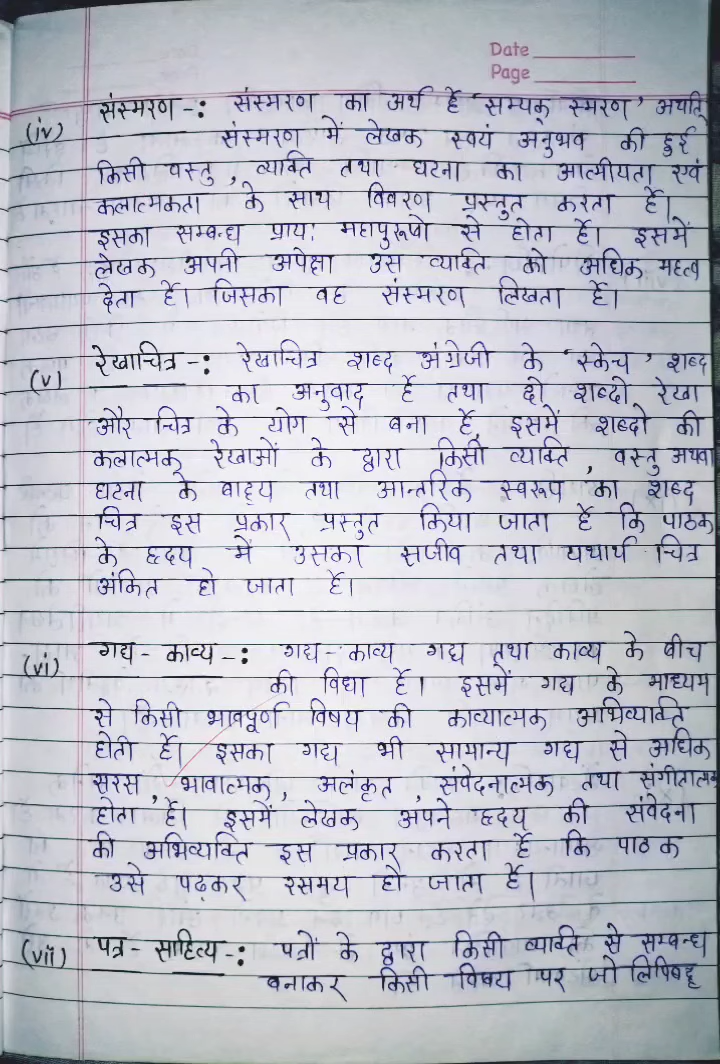 Date
Page
(iv) संस्मरण -: संस्मरण का अर्थ है 'सम्यक् स्मरण' अर्थात्
संस्मरण में लेखक स्वयं अनुभव की हुई
किसी वस्तु, व्यक्ति तथा घटना का आत्मीयता एवं
कलात्मकता के साथ विवरण प्रस्तुत करता है।
इसका सम्बन्ध प्राय: महापुरूषो से होता है। इसमें
लेखक अपनी अपेक्षा उस व्यक्ति को अधिक महत्व
देता है। जिसका वह संस्मरण लिखता है।
(v) रेखाचित्र -: रेखाचित्र शब्द अंग्रेजी के 'स्केच' शब्द
का अनुवाद है तथा दो शब्दो रेखा
और चित्र के योग से बना है, इसमें शब्दो की
कलात्मक रेखाओं के द्वारा किसी व्यक्ति, वस्तु अथवा
घटना के वाह्य तथा आन्तरिक स्वरूप का शब्द
चित्र इस प्रकार प्रस्तुत किया जाता है कि पाठक
के हृदय में उसका सजीव तथा यथार्थ चित्र
अंकित हो जाता है।
(vi) गद्य - काव्य -: गद्य - काव्य गद्य तथा काव्य के बीच
की विधा है। इसमें गद्य के माध्यम
से किसी भावपूर्ण विषय की काव्यात्मक अभिव्यक्ति
होती है। इसका गद्य भी सामान्य गद्य से अधिक
सरस, भावात्मक, अलंकृत, संवेदनात्मक तथा संगीतात्मक
होता है। इसमें लेखक अपने हृदय की संवेदना
की अभिव्यक्ति इस प्रकार करता है कि पाठक
उसे पढ़कर रसमय हो जाता है।
(vii) पत्र - साहित्य -: पत्रों के द्वारा किसी व्यक्ति से सम्बन्ध
बनाकर किसी विषय पर जो लिपिबद्ध